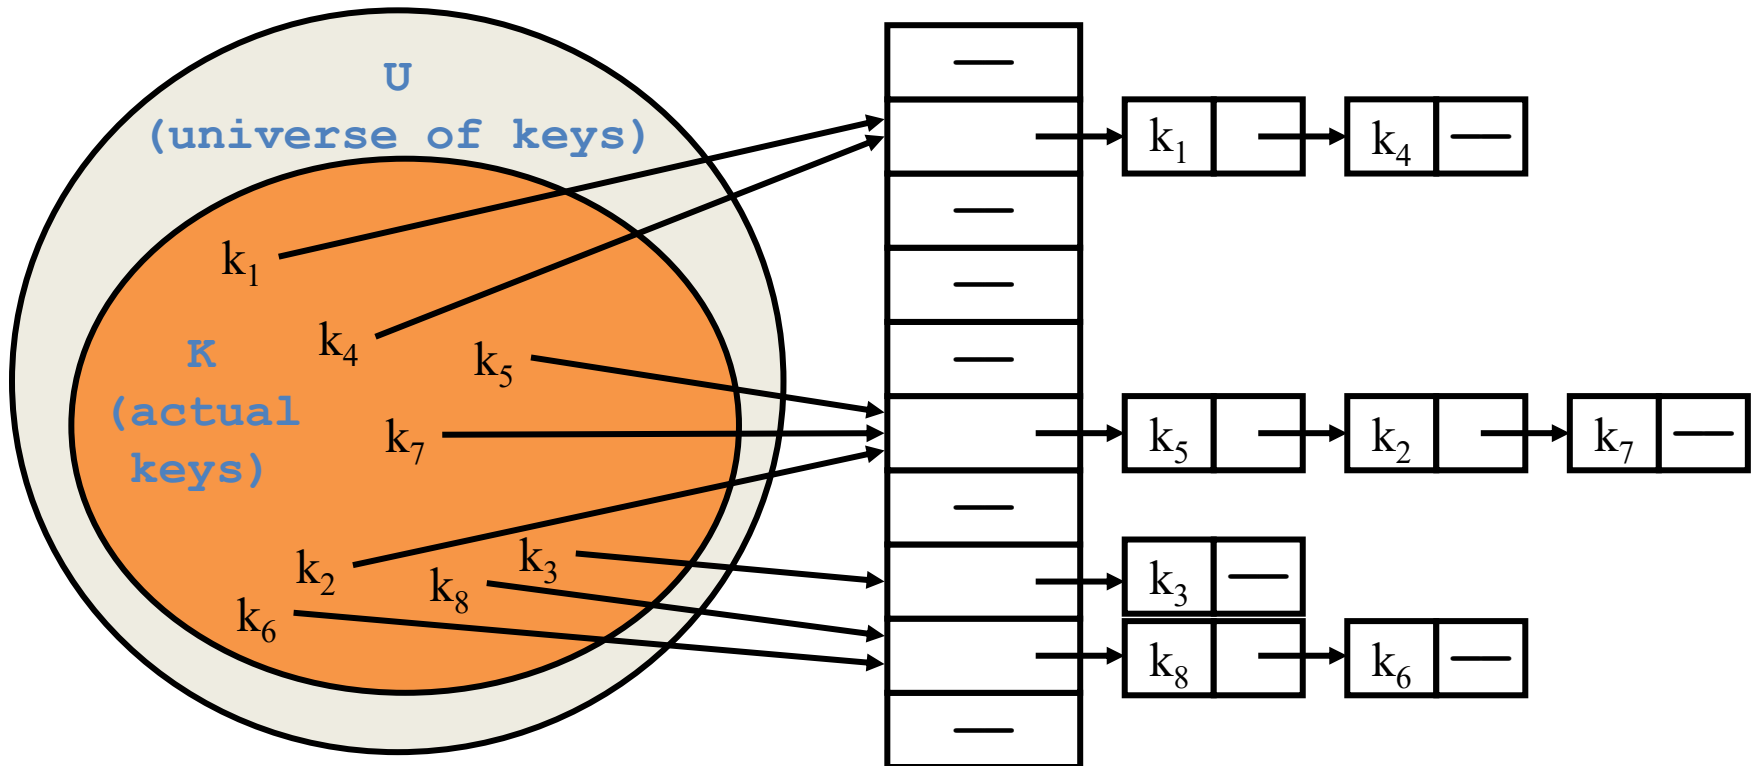 U
(universe of keys)
k₁ k₄
k₁
k₄
K
(actual
keys)
k₅
k₇
k₅ k₂ k₇
k₂
k₃
k₈
k₆
k₃
k₈ k₆